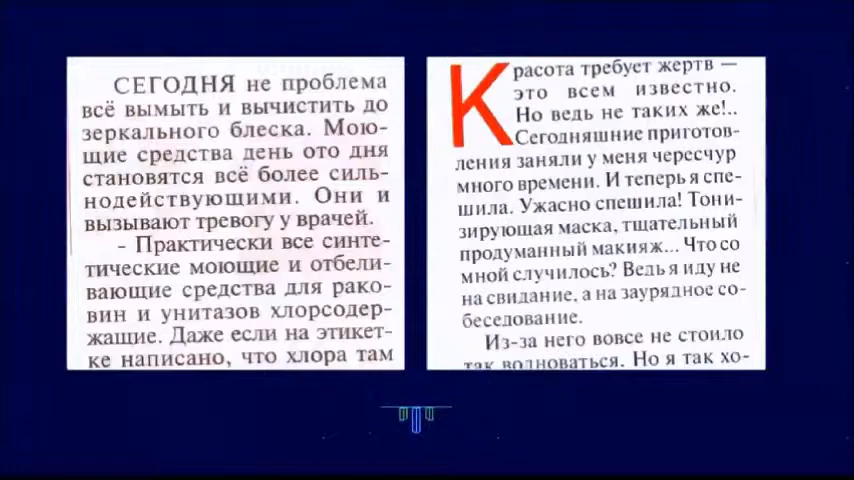 СЕГОДНЯ не проблема
всё вымыть и вычистить до
зеркального блеска. Мою-
щие средства день ото дня
становятся всё более силь-
нодействующими. Они и
вызывают тревогу у врачей.
– Практически все синте-
тические моющие и отбели-
вающие средства для рако-
вин и унитазов хлорсодер-
жащие. Даже если на этикет-
ке написано, что хлора там
Красота требует жертв —
это всем известно.
Но ведь не таких же!..
Сегодняшние приготов-
ления заняли у меня чересчур
много времени. И теперь я спе-
шила. Ужасно спешила! Тони-
зирующая маска, тщательный
продуманный макияж... Что со
мной случилось? Ведь я иду не
на свидание, а на заурядное со-
беседование.
Из-за него вовсе не стоило
так волноваться. Но я так хо-